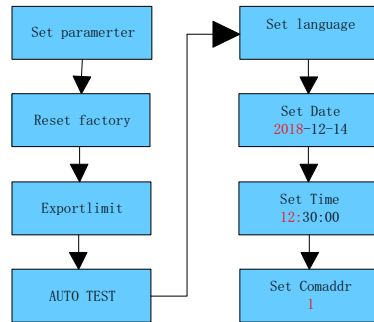 Set paramerter
Reset factory
Exportlimit
AUTO TEST
Set language
Set Date
2018-12-14
Set Time
12:30:00
Set Comaddr
1